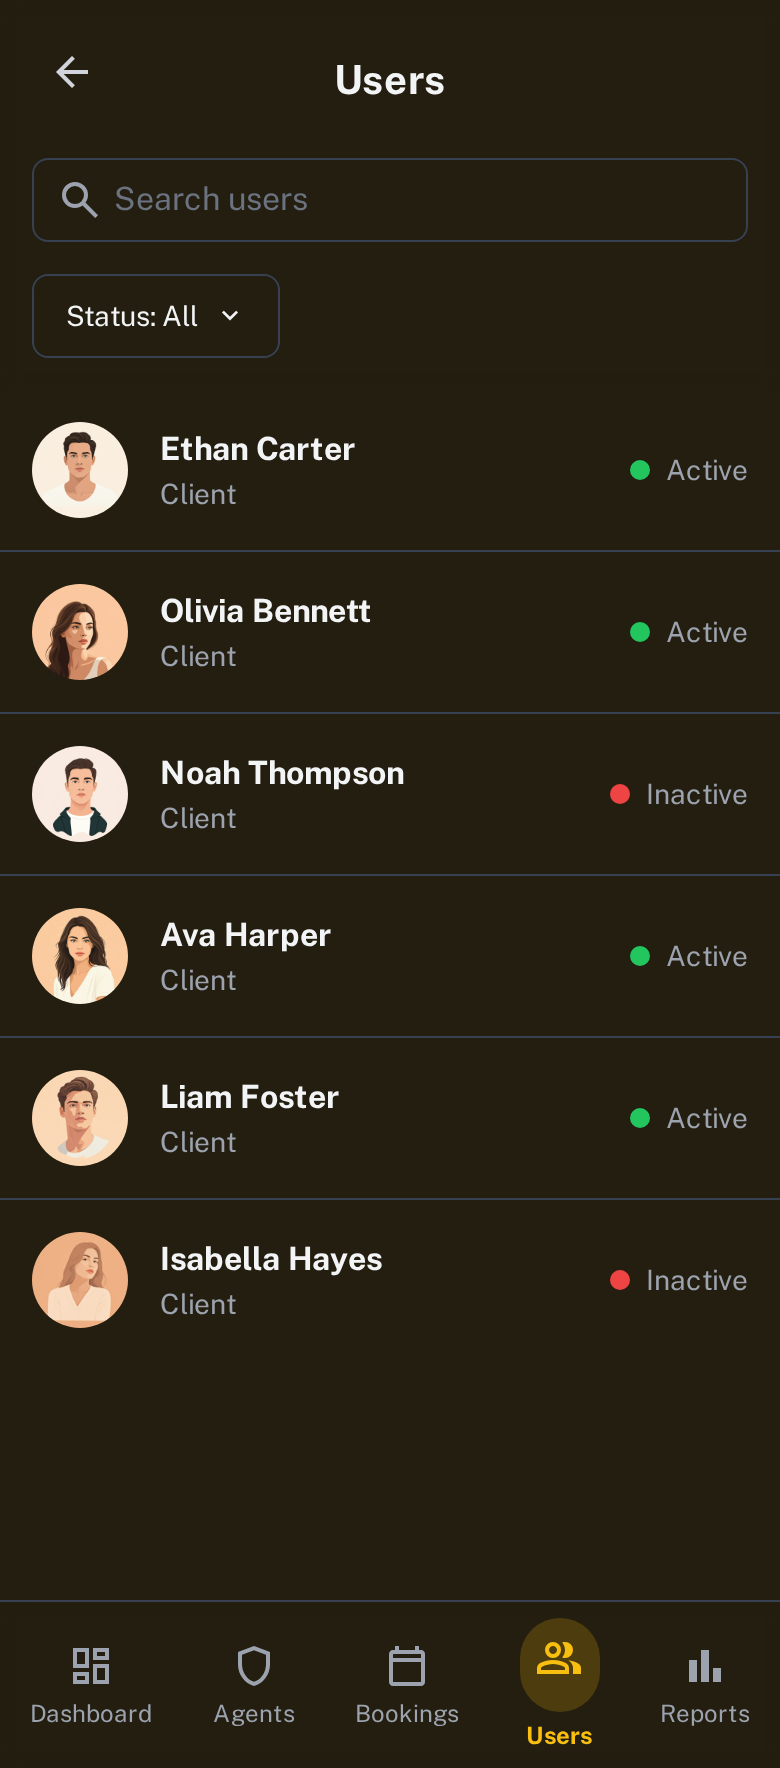 Users
Search users
Status: All
Ethan Carter
Client
Active
Olivia Bennett
Client
Active
Noah Thompson
Client
Inactive
Ava Harper
Client
Active
Liam Foster
Client
Active
Isabella Hayes
Client
Inactive
Dashboard
Agents
Bookings
Users
Reports